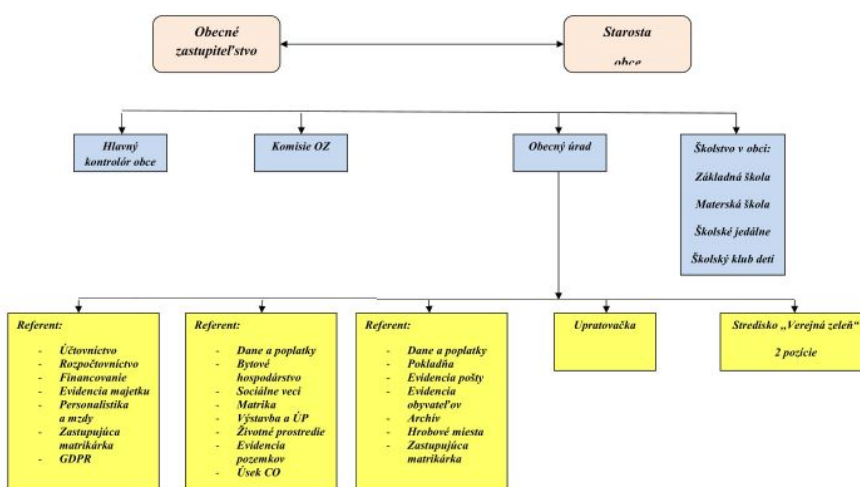 Obecné
zastupiteľstvo
Starosta
obce
Hlavný
kontrolór obce
Komisie OZ
Obecný úrad
Školstvo v obci:
Základná škola
Materská škola
Školské jedálne
Školský klub detí
Referent:
- Účtovníctvo
- Rozpočtovníctvo
- Financovanie
- Evidencia majetku
- Personalistika
a mzdy
- Zastupujúca
matrikárka
- GDPR
Referent:
- Dane a poplatky
- Bytové
hospodárstvo
- Sociálne veci
- Matrika
- Výstavba a ÚP
- Životné prostredie
- Evidencia
pozemkov
- Úsek CO
Referent:
- Dane a poplatky
- Pokladňa
- Evidencia pošty
- Evidencia
obyvateľov
- Archív
- Hrobové miesta
- Zastupujúca
matrikárka
Upratovačka
Stredisko „Verejná zeleň“
2 pozície